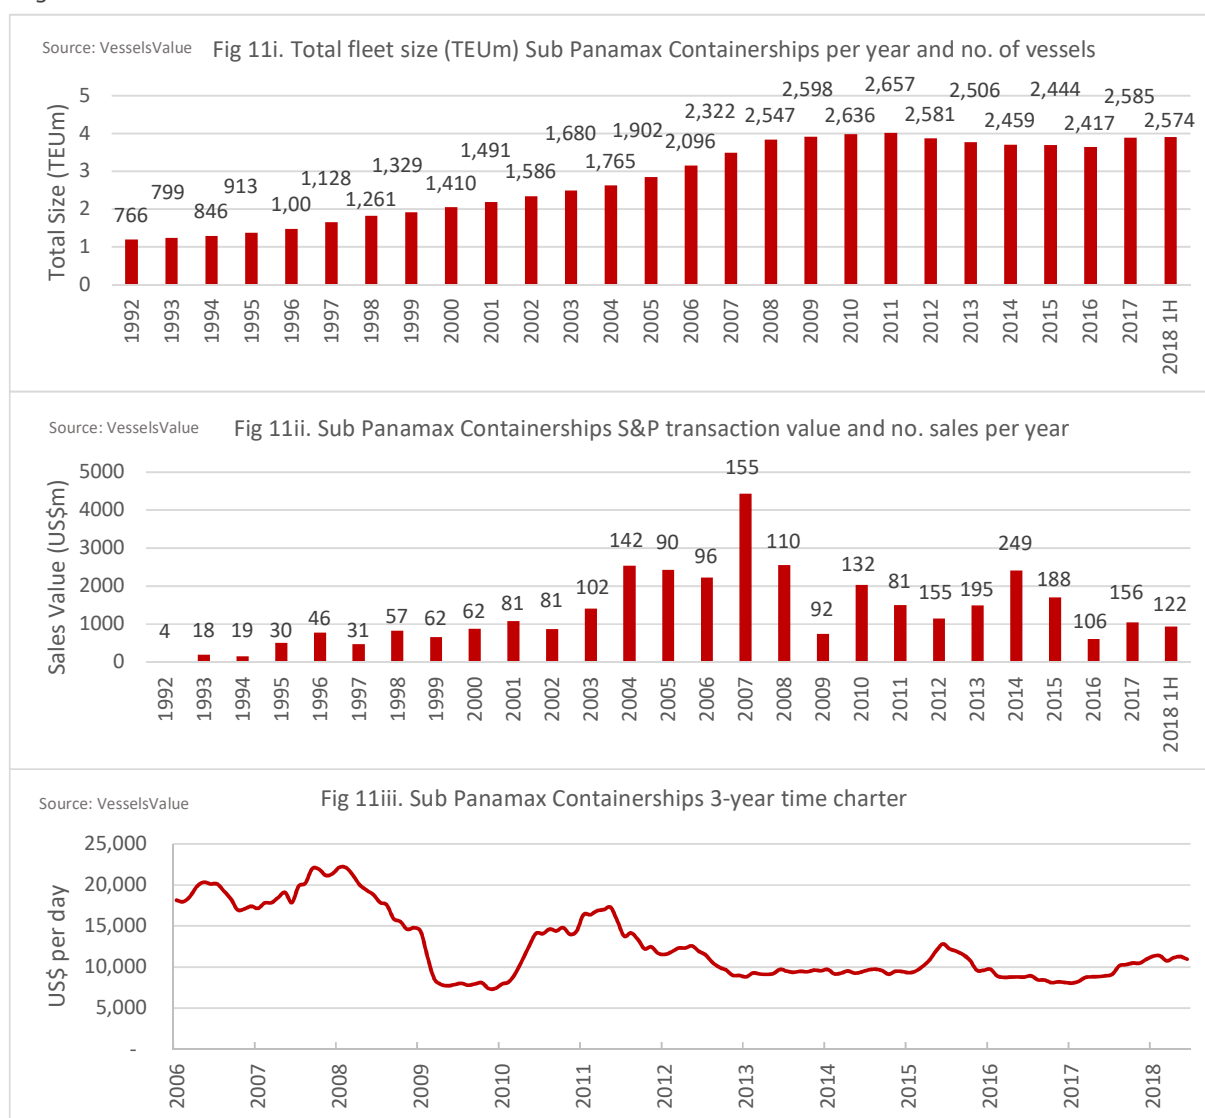 Source: VesselsValue Fig 11i. Total fleet size (TEUm) Sub Panamax Containerships per year and no. of vessels
Total Size (TEUm)
5
4
3
2
1
0
766 799 846 913 1,00 1,128 1,261 1,329 1,410 1,491 1,586 1,680 1,765 1,902 2,096 2,322 2,547 2,598 2,636 2,657 2,581 2,506 2,459 2,444 2,417 2,585 2,574
1992 1993 1994 1995 1996 1997 1998 1999 2000 2001 2002 2003 2004 2005 2006 2007 2008 2009 2010 2011 2012 2013 2014 2015 2016 2017 2018 1H
Source: VesselsValue Fig 11ii. Sub Panamax Containerships S&P transaction value and no. sales per year
Sales Value (US$m)
5000
4000
3000
2000
1000
0
4 18 19 30 46 31 57 62 62 81 81 102 142 90 96 155 110 92 132 81 155 195 249 188 106 156 122
1992 1993 1994 1995 1996 1997 1998 1999 2000 2001 2002 2003 2004 2005 2006 2007 2008 2009 2010 2011 2012 2013 2014 2015 2016 2017 2018 1H
Source: VesselsValue Fig 11iii. Sub Panamax Containerships 3-year time charter
US$ per day
25,000
20,000
15,000
10,000
5,000
-
2006 2007 2008 2009 2010 2011 2012 2013 2014 2015 2016 2017 2018